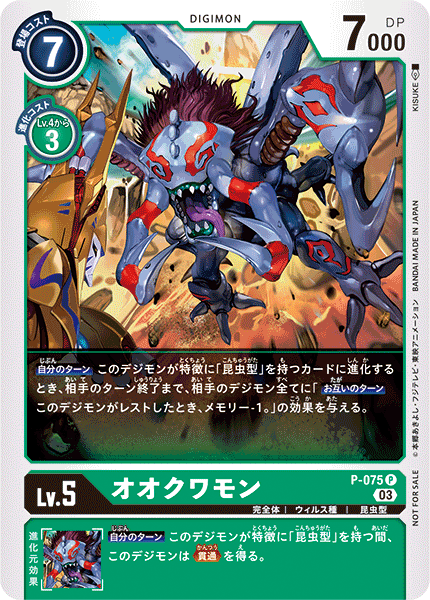 登場コスト
7
DIGIMON
7000
DP
進化コスト
Lv.4から
3
KISUKE
©本郷あきよし・フジテレビ・東映アニメーション BANDAI MADE IN JAPAN
NOT FOR SALE
自分のターン このデジモンが特徴に「昆虫型」を持つカードに進化する
とき、相手のターン終了まで、相手のデジモン全てに「お互いのターン
このデジモンがレストしたとき、メモリー-1。」の効果を与える。
P-075 P
03
Lv.5
オオクワモン
完全体 ウィルス種 昆虫型
進化元効果
自分のターン このデジモンが特徴に「昆虫型」を持つ間、
このデジモンは 貫通 を得る。